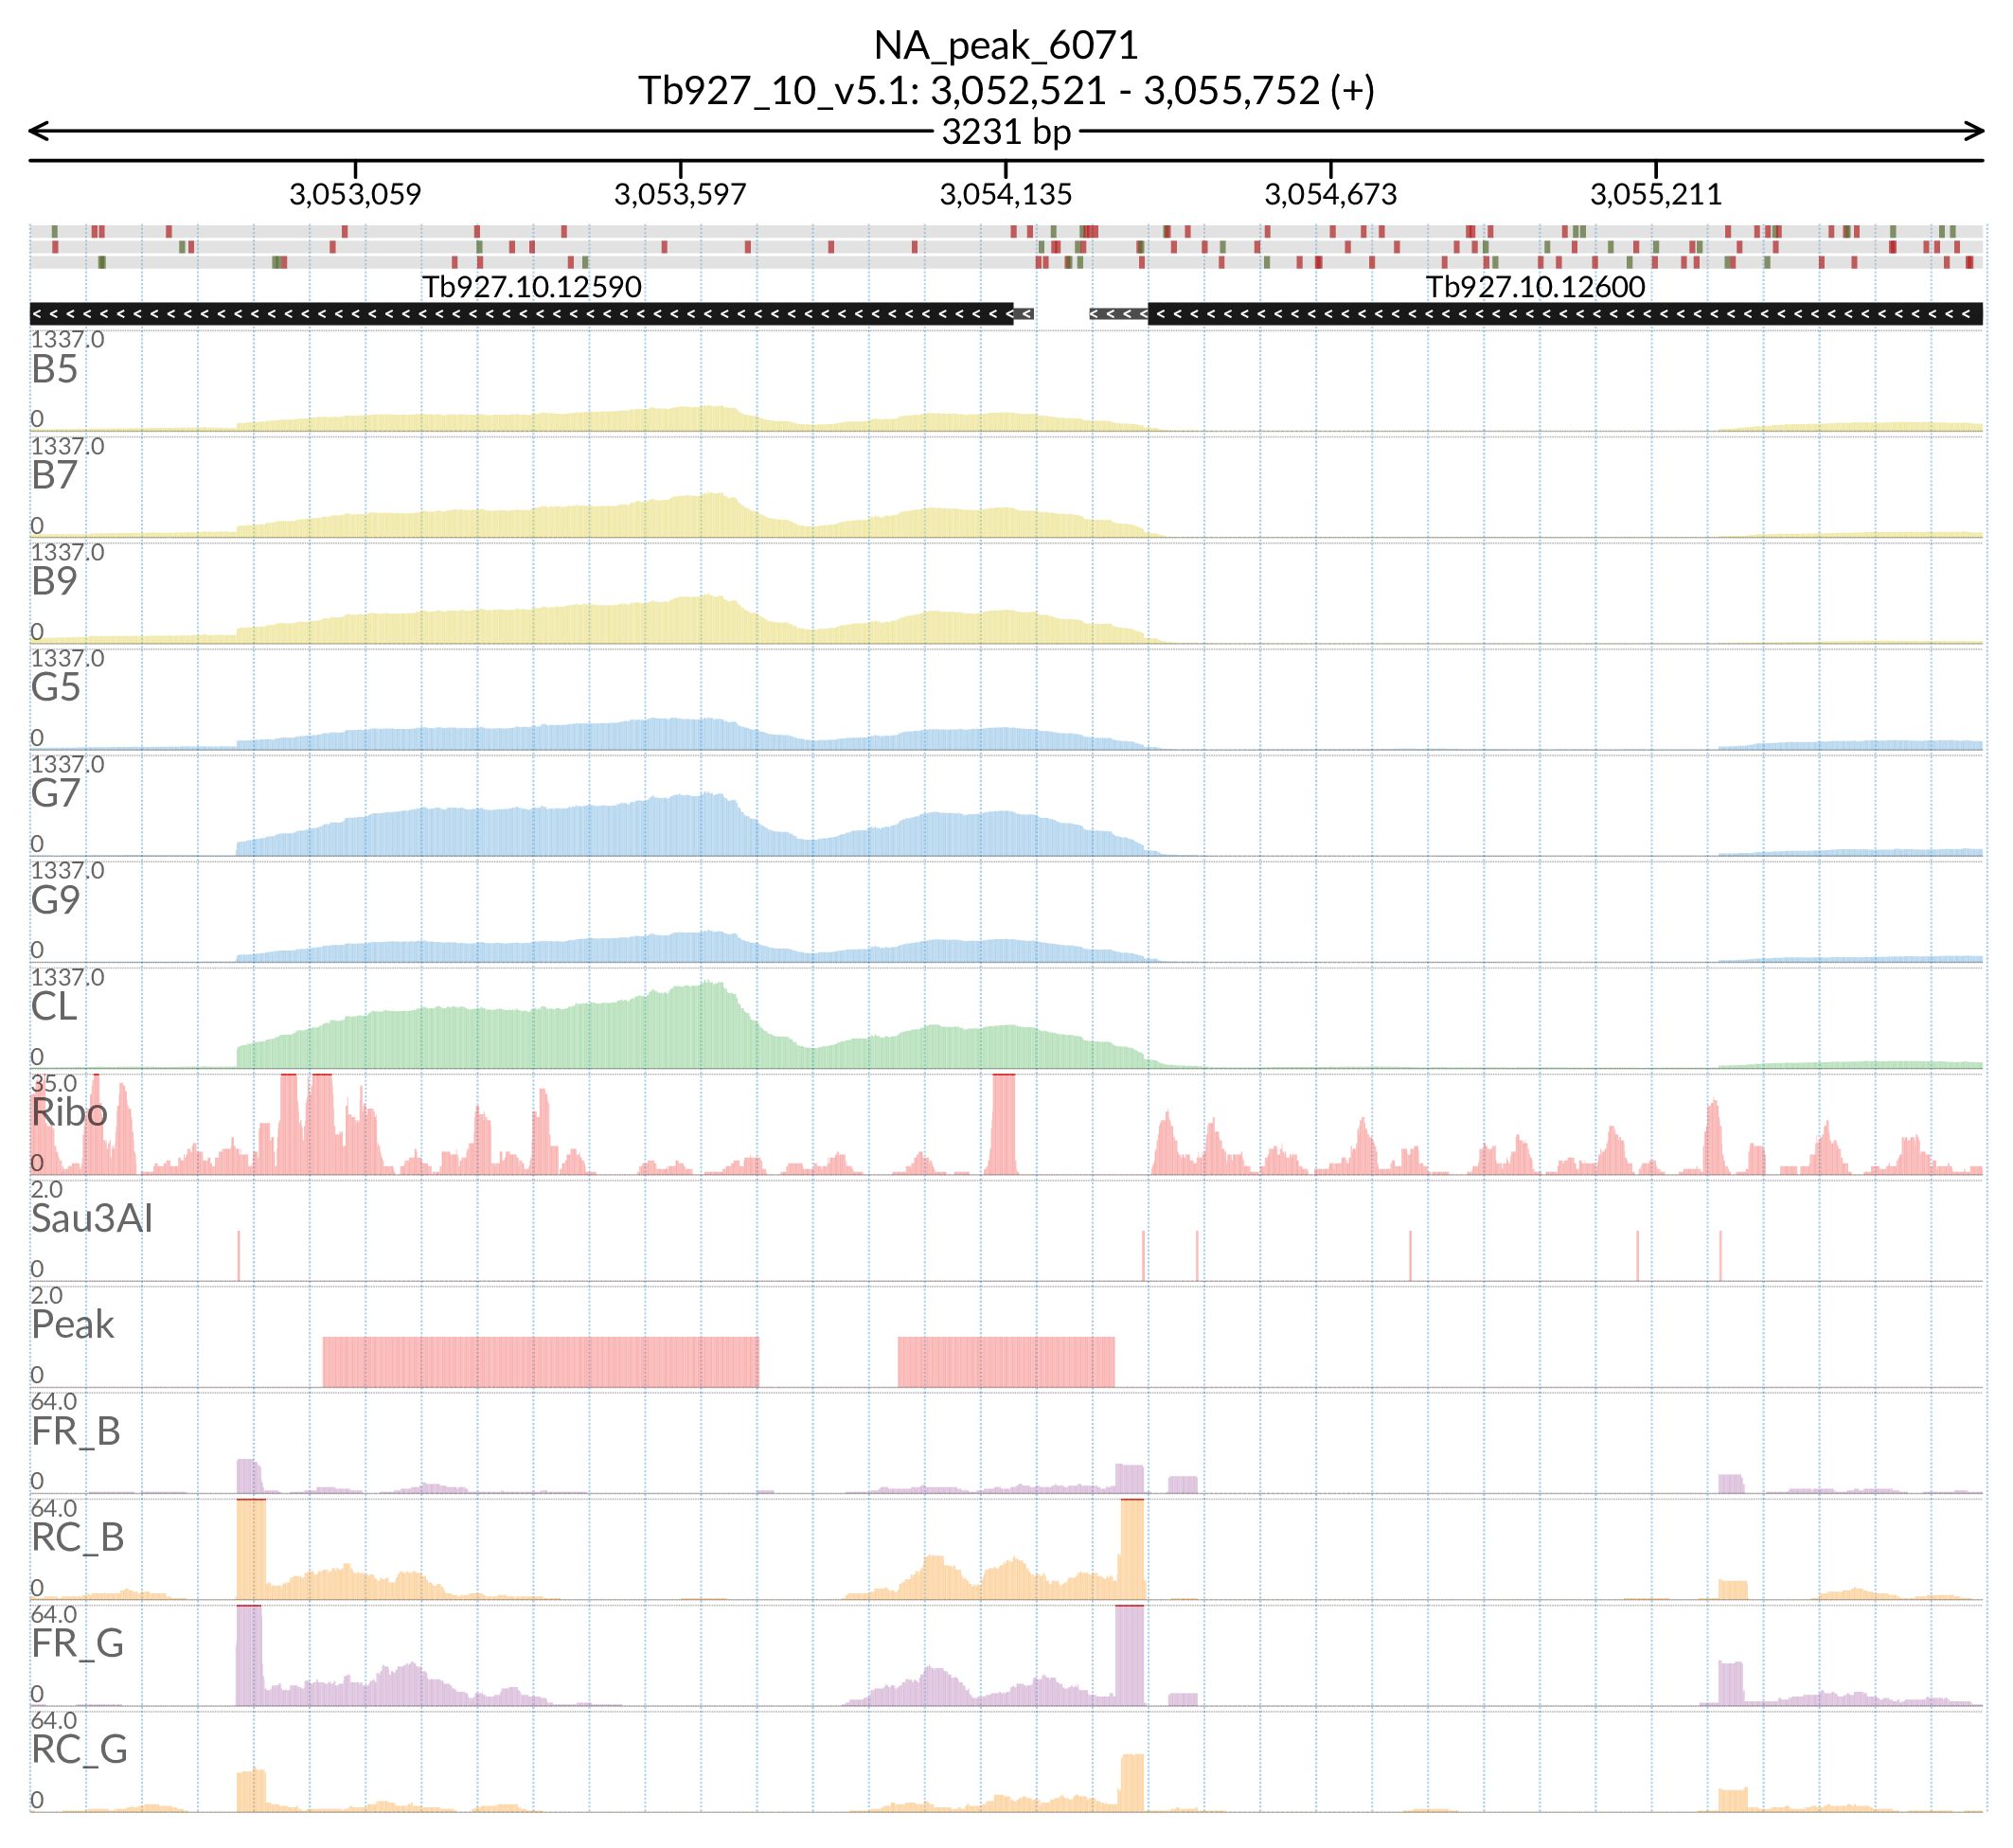 NA_peak_6071
Tb927_10_v5.1: 3,052,521 - 3,055,752 (+)
3231 bp
3,053,059 3,053,597 3,054,135 3,054,673 3,055,211
Tb927.10.12590 Tb927.10.12600
1337.0
B5
0
1337.0
B7
0
1337.0
B9
0
1337.0
G5
0
1337.0
G7
0
1337.0
G9
0
1337.0
CL
0
35.0
Ribo
0
2.0
Sau3AI
0
2.0
Peak
0
64.0
FR_B
0
64.0
RC_B
0
64.0
FR_G
0
64.0
RC_G
0